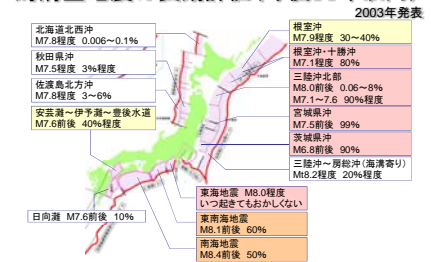 2003年発表
北海道北西沖
M7.8程度 0.006～0.1%
秋田県沖
M7.5程度 3%程度
佐渡島北方沖
M7.8程度 3～6%
安芸灘～伊予灘～豊後水道
M7.6前後 40%程度
日向灘 M7.6前後 10%
根室沖
M7.9程度 30～40%
根室沖・十勝沖
M7.1程度 80%
三陸沖北部
M8.0前後 0.06～8%
M7.1～7.6 90%程度
宮城県沖
M7.5前後 99%
茨城県沖
M6.8前後 90%
三陸沖～房総沖(海溝寄り)
Mt8.2程度 20%程度
東海地震 M8.0程度
いつ起きてもおかしくない
東南海地震
M8.1前後 60%
南海地震
M8.4前後 50%